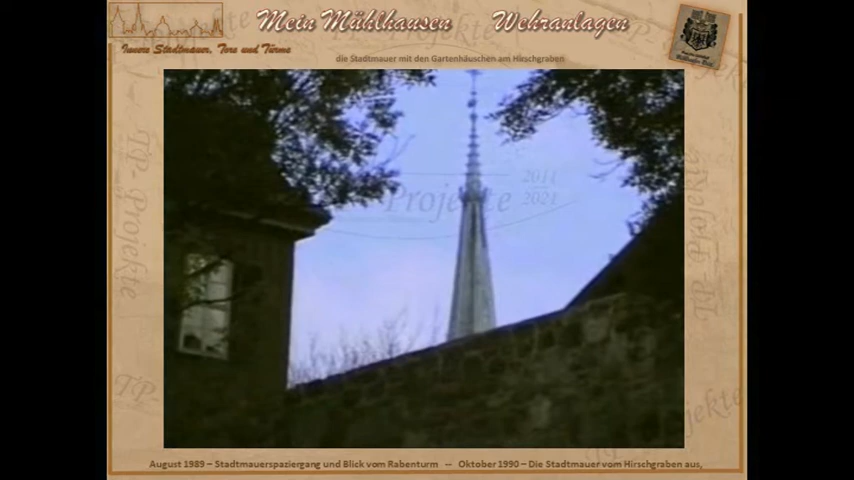 Mein Mühlhausen Wehranlagen
Innere Stadtmauer, Tore und Türme
die Stadtmauer mit den Gartenhäuschen am Hirschgraben
2011
Projekte
2021
TP- Projekte
TP- Projekte
TP-
Projekte
August 1989 – Stadtmauerspaziergang und Blick vom Rabenturm -- Oktober 1990 – Die Stadtmauer vom Hirschgraben aus,